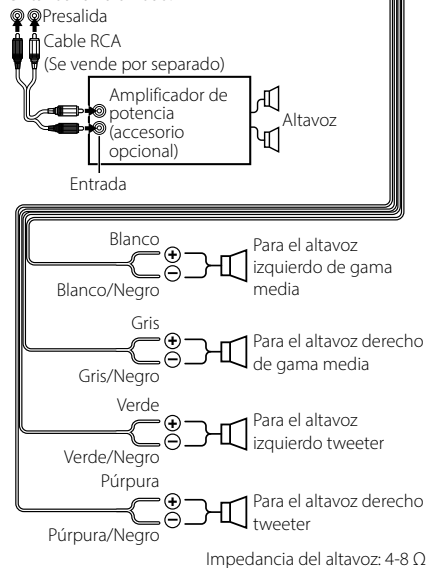 Presalida
Cable RCA
(Se vende por separado)
Amplificador de
potencia
(accesorio
opcional)
Altavoz
Entrada
Blanco
+
−
Blanco/Negro
Para el altavoz
izquierdo de gama
media
Gris
+
−
Gris/Negro
Para el altavoz derecho
de gama media
Verde
+
−
Verde/Negro
Para el altavoz
izquierdo tweeter
Púrpura
+
−
Púrpura/Negro
Para el altavoz derecho
tweeter
Impedancia del altavoz: 4-8 Ω